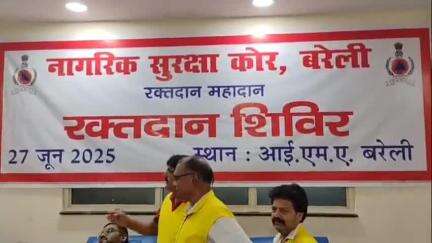 नागरिक सुरक्षा कोर, बरेली
रक्तदान महादान
रक्तदान शिविर
27 जून 2025 स्थान : आई.एम.ए. बरेली